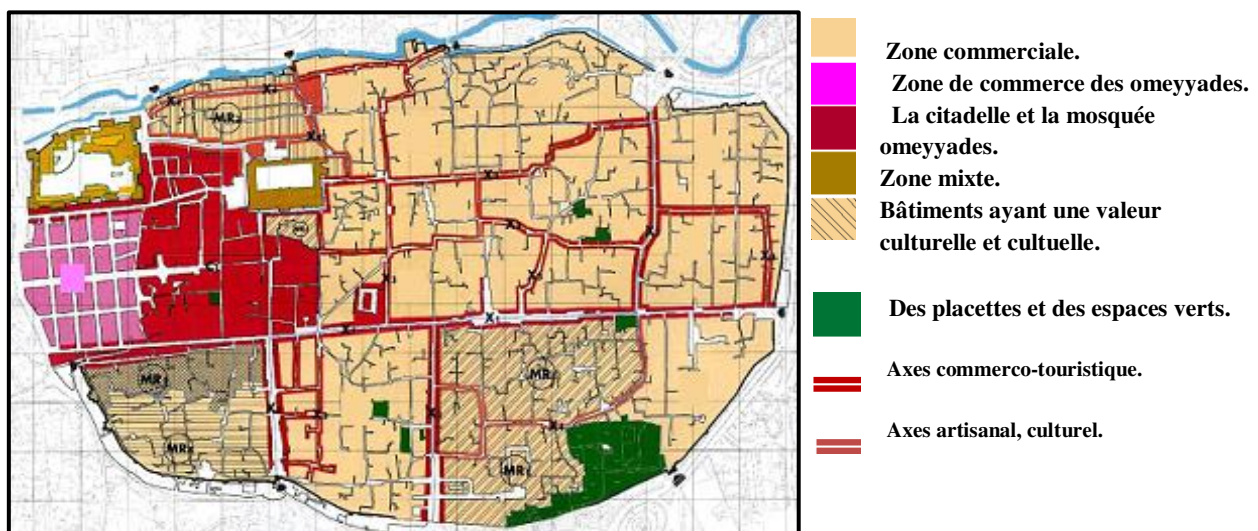 Zone commerciale.
Zone de commerce des omeyyades.
La citadelle et la mosquée
omeyyades.
Zone mixte.
Bâtiments ayant une valeur
culturelle et cultuelle.
Des placettes et des espaces verts.
Axes commerco-touristique.
Axes artisanal, culturel.